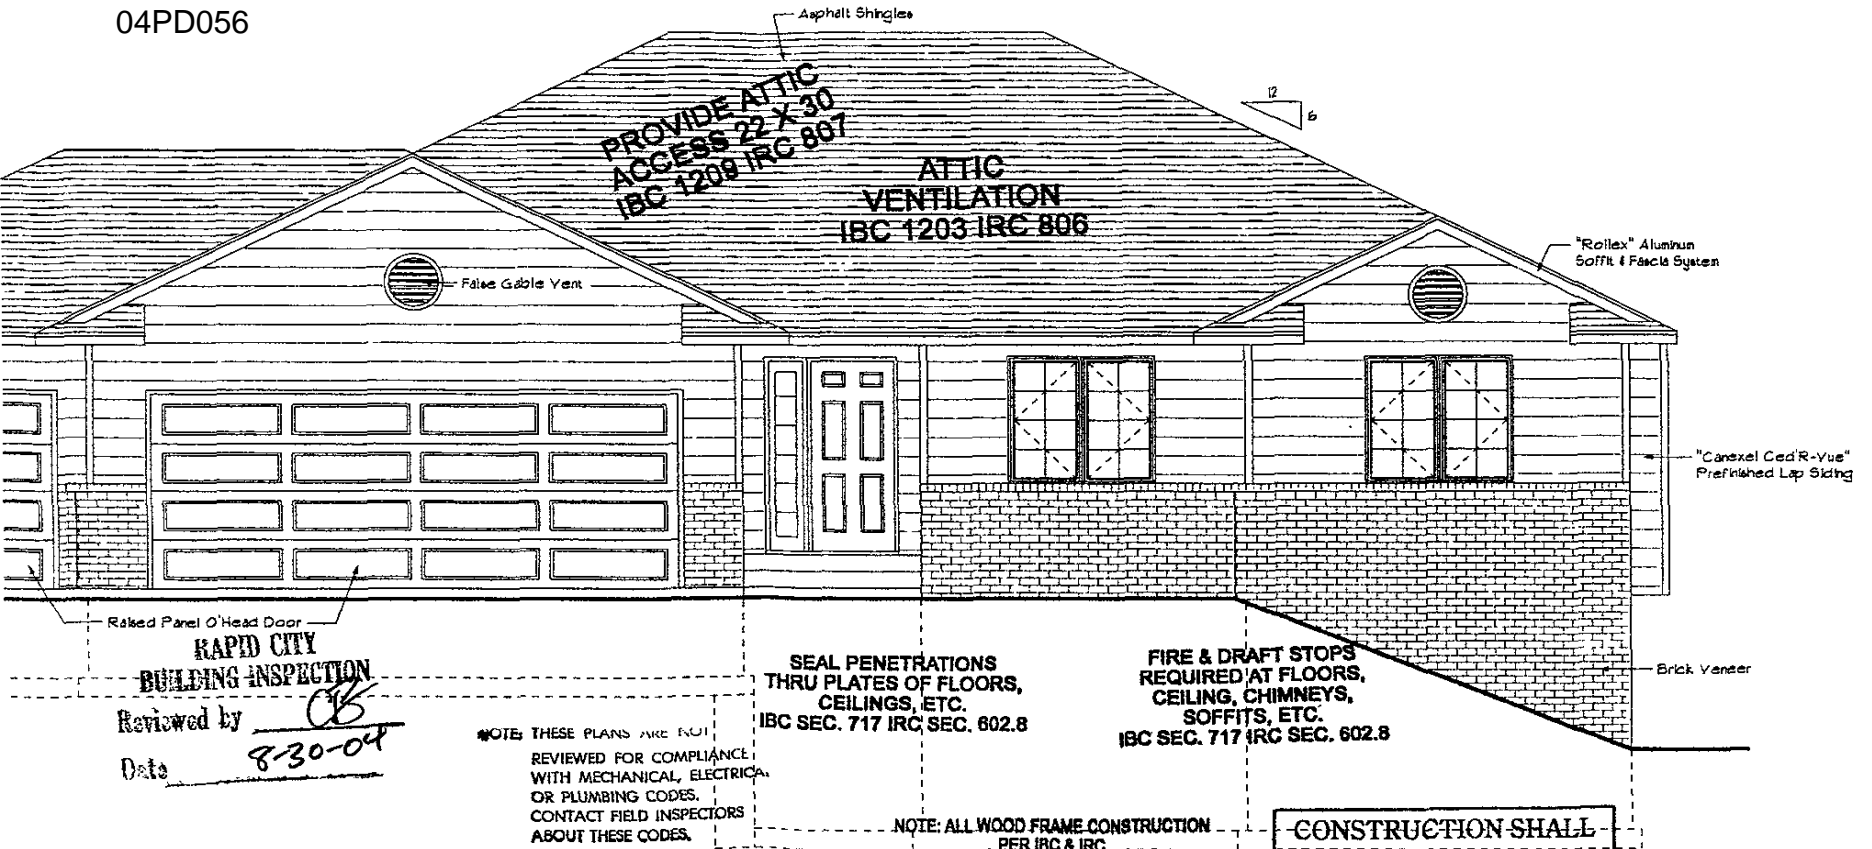 04PD056
Asphalt Shingles
12
6
PROVIDE ATTIC
ACCESS 22 X 30
IBC 1209 IRC 807
ATTIC
VENTILATION
IBC 1203 IRC 806
"Rollex" Aluminum
Soffit & Fascia System
False Gable Vent
"Canexel Ced'R-Vue"
Prefinished Lap Siding
Raised Panel O'Head Door
RAPID CITY
BUILDING INSPECTION
Reviewed by
Date 8-30-04
SEAL PENETRATIONS
THRU PLATES OF FLOORS,
CEILINGS, ETC.
IBC SEC. 717 IRC SEC. 602.8
FIRE & DRAFT STOPS
REQUIRED AT FLOORS,
CEILING, CHIMNEYS,
SOFFITS, ETC.
IBC SEC. 717 IRC SEC. 602.8
Brick Veneer
NOTE: THESE PLANS ARE NOT
REVIEWED FOR COMPLIANCE
WITH MECHANICAL, ELECTRICAL
OR PLUMBING CODES.
CONTACT FIELD INSPECTORS
ABOUT THESE CODES.
NOTE: ALL WOOD FRAME CONSTRUCTION
PER IBC & IRC
CONSTRUCTION SHALL